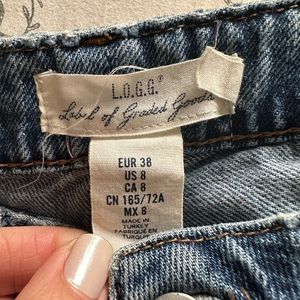 L.O.G.G.®
Label of Graded Goods
EUR 38
US 8
CA 8
CN 165/72A
MX 8
MADE IN
TURKEY
FABRIQUE EN
TURQUIE